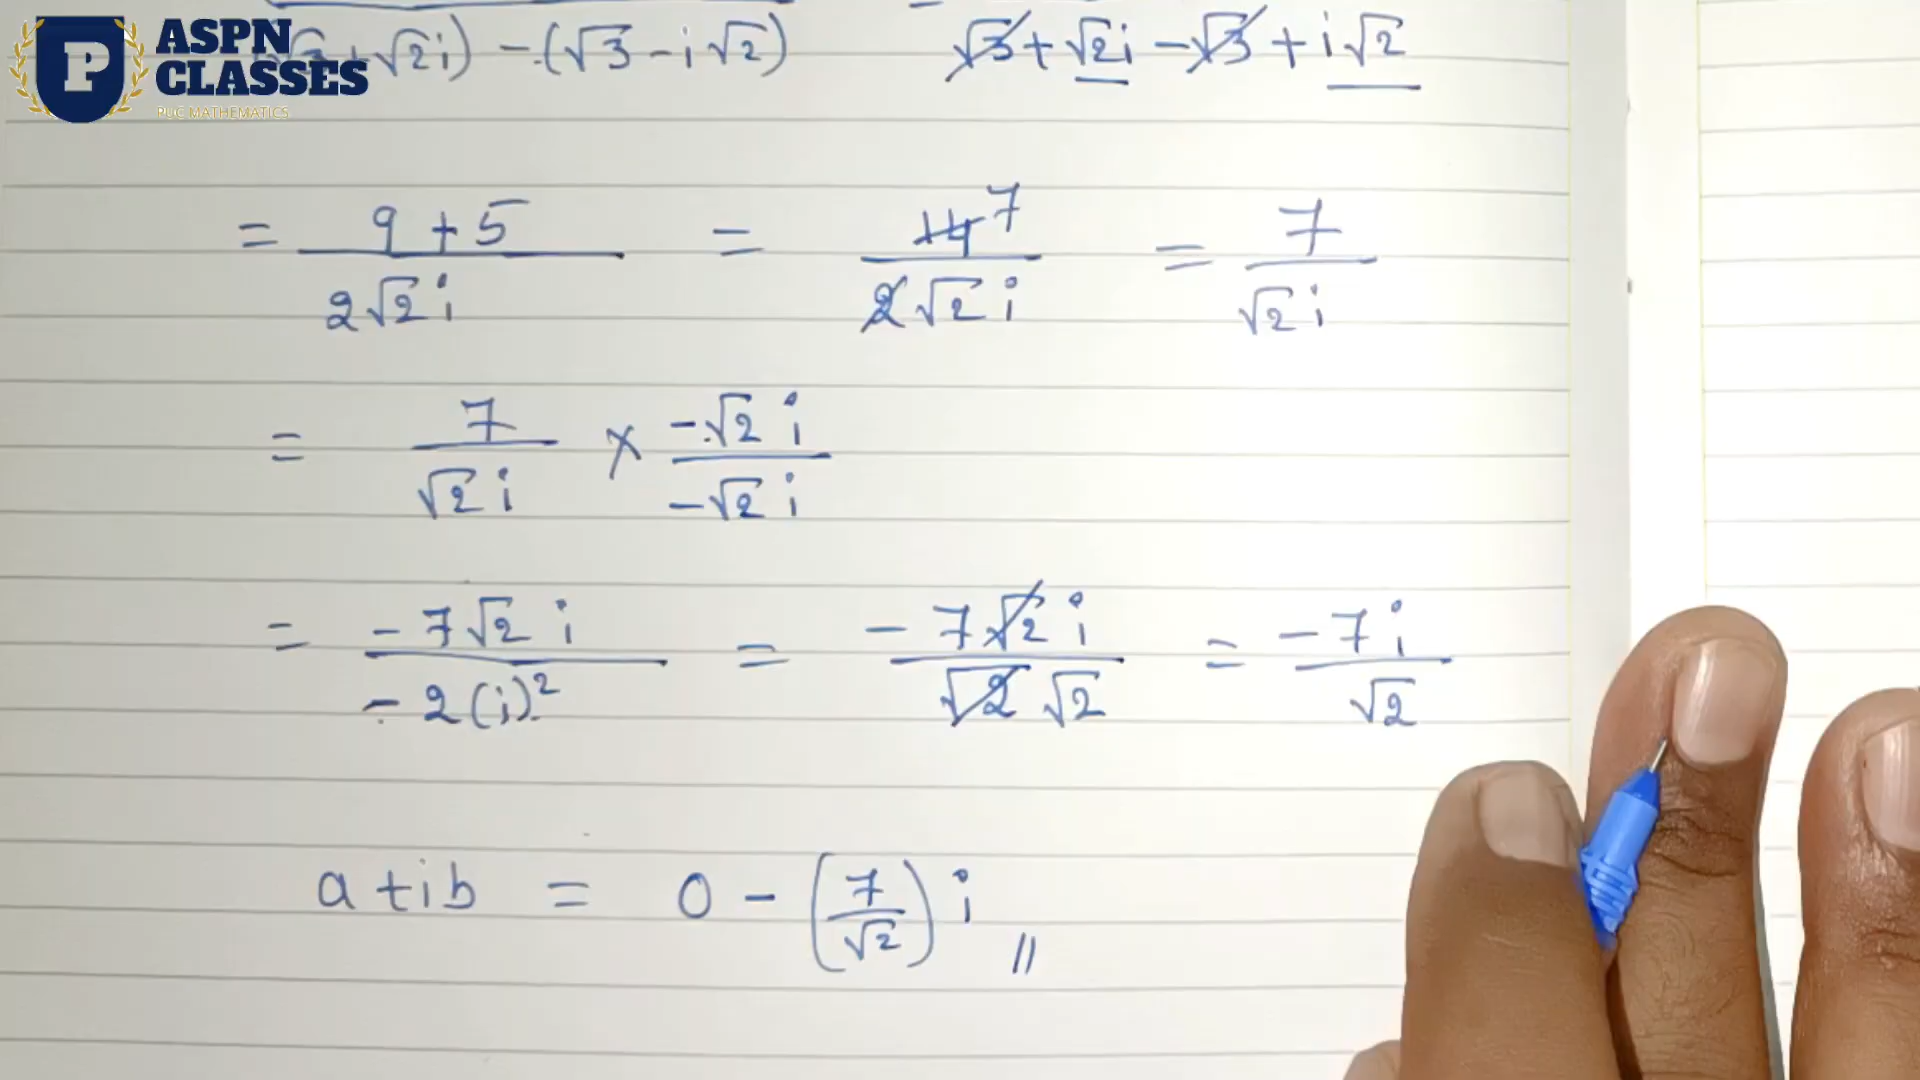 ASPN
CLASSES
PUC MATHEMATICS
√2i) - (√3 - i√2)    √3 + √2i - √3 + i√2
= 9 + 5 / 2√2 i = 14 7 / 2√2 i = 7 / √2 i
= 7 / √2 i × -√2 i / -√2 i
= -7√2 i / -2(i)² = -7√2 i / √2 √2 = -7i / √2
a + ib = 0 - (7/√2) i //